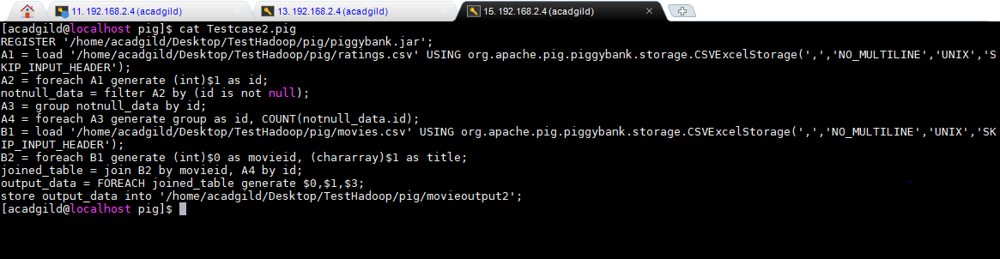 11. 192.168.2.4 (acadgild) 13. 192.168.2.4 (acadgild) 15. 192.168.2.4 (acadgild)
[acadgild@localhost pig]$ cat Testcase2.pig
REGISTER '/home/acadgild/Desktop/TestHadoop/pig/piggybank.jar';
A1 = load '/home/acadgild/Desktop/TestHadoop/pig/ratings.csv' USING org.apache.pig.piggybank.storage.CSVExcelStorage(',','NO_MULTILINE','UNIX','S
KIP_INPUT_HEADER');
A2 = foreach A1 generate (int)$1 as id;
notnull_data = filter A2 by (id is not null);
A3 = group notnull_data by id;
A4 = foreach A3 generate group as id, COUNT(notnull_data.id);
B1 = load '/home/acadgild/Desktop/TestHadoop/pig/movies.csv' USING org.apache.pig.piggybank.storage.CSVExcelStorage(',','NO_MULTILINE','UNIX','SK
IP_INPUT_HEADER');
B2 = foreach B1 generate (int)$0 as movieid, (chararray)$1 as title;
joined_table = join B2 by movieid, A4 by id;
output_data = FOREACH joined_table generate $0,$1,$3;
store output_data into '/home/acadgild/Desktop/TestHadoop/pig/movieoutput2';
[acadgild@localhost pig]$